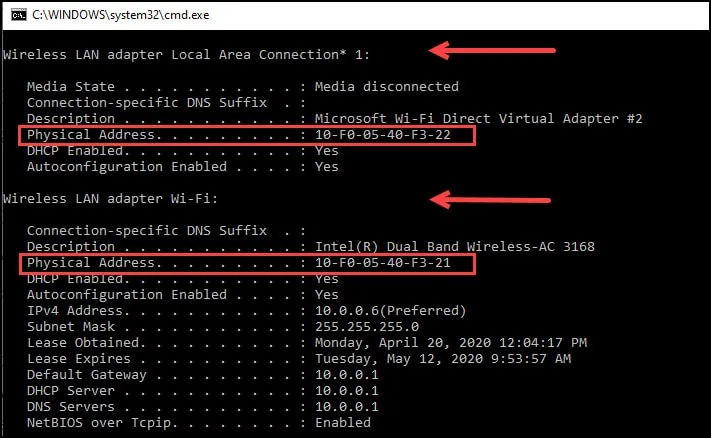 C:\WINDOWS\system32\cmd.exe
Wireless LAN adapter Local Area Connection* 1:
Media State . . . . . . . . . . . : Media disconnected
Connection-specific DNS Suffix  . :
Description . . . . . . . . . . . : Microsoft Wi-Fi Direct Virtual Adapter #2
Physical Address. . . . . . . . . : 10-F0-05-40-F3-22
DHCP Enabled. . . . . . . . . . . : Yes
Autoconfiguration Enabled . . . . : Yes
Wireless LAN adapter Wi-Fi:
Connection-specific DNS Suffix  . :
Description . . . . . . . . . . . : Intel(R) Dual Band Wireless-AC 3168
Physical Address. . . . . . . . . : 10-F0-05-40-F3-21
DHCP Enabled. . . . . . . . . . . : Yes
Autoconfiguration Enabled . . . . : Yes
IPv4 Address. . . . . . . . . . . : 10.0.0.6(Preferred)
Subnet Mask . . . . . . . . . . . : 255.255.255.0
Lease Obtained. . . . . . . . . . : Monday, April 20, 2020 12:04:17 PM
Lease Expires . . . . . . . . . . : Tuesday, May 12, 2020 9:53:57 AM
Default Gateway . . . . . . . . . : 10.0.0.1
DHCP Server . . . . . . . . . . . : 10.0.0.1
DNS Servers . . . . . . . . . . . : 10.0.0.1
NetBIOS over Tcpip. . . . . . . . : Enabled